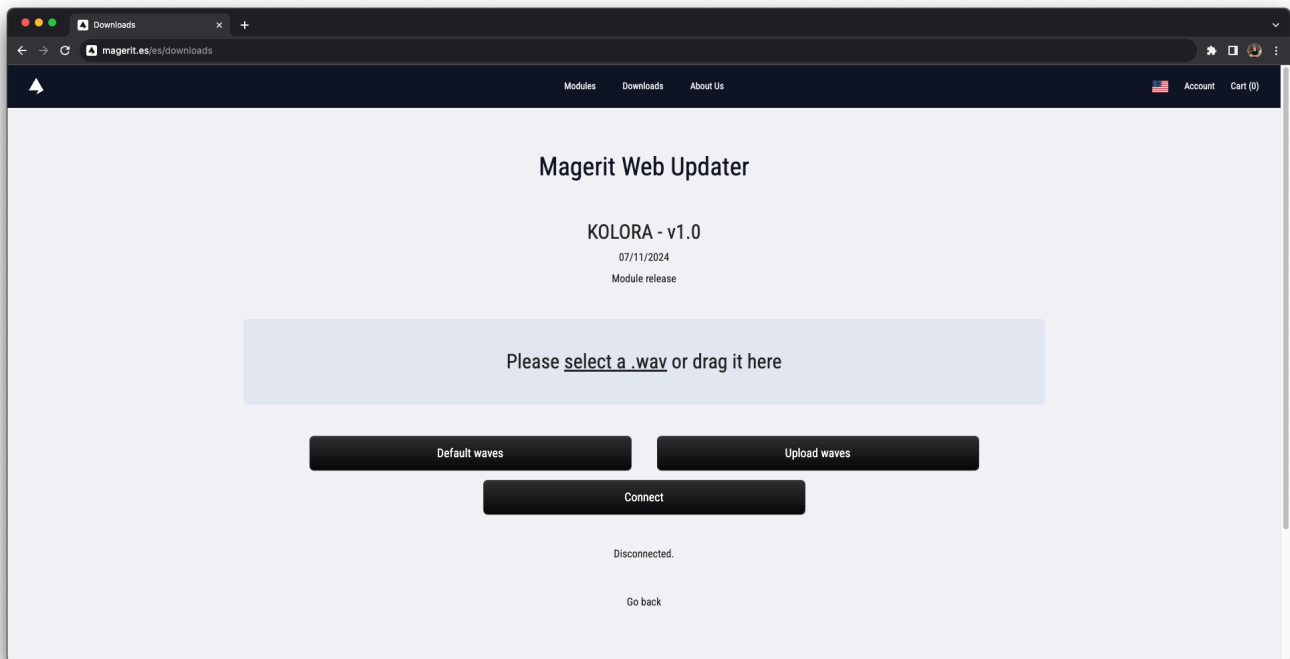 Downloads
magerit.es/es/downloads
Modules Downloads About Us Account Cart (0)
Magerit Web Updater
KOLORA - v1.0
07/11/2024
Module release
Please select a .wav or drag it here
Default waves Upload waves
Connect
Disconnected.
Go back